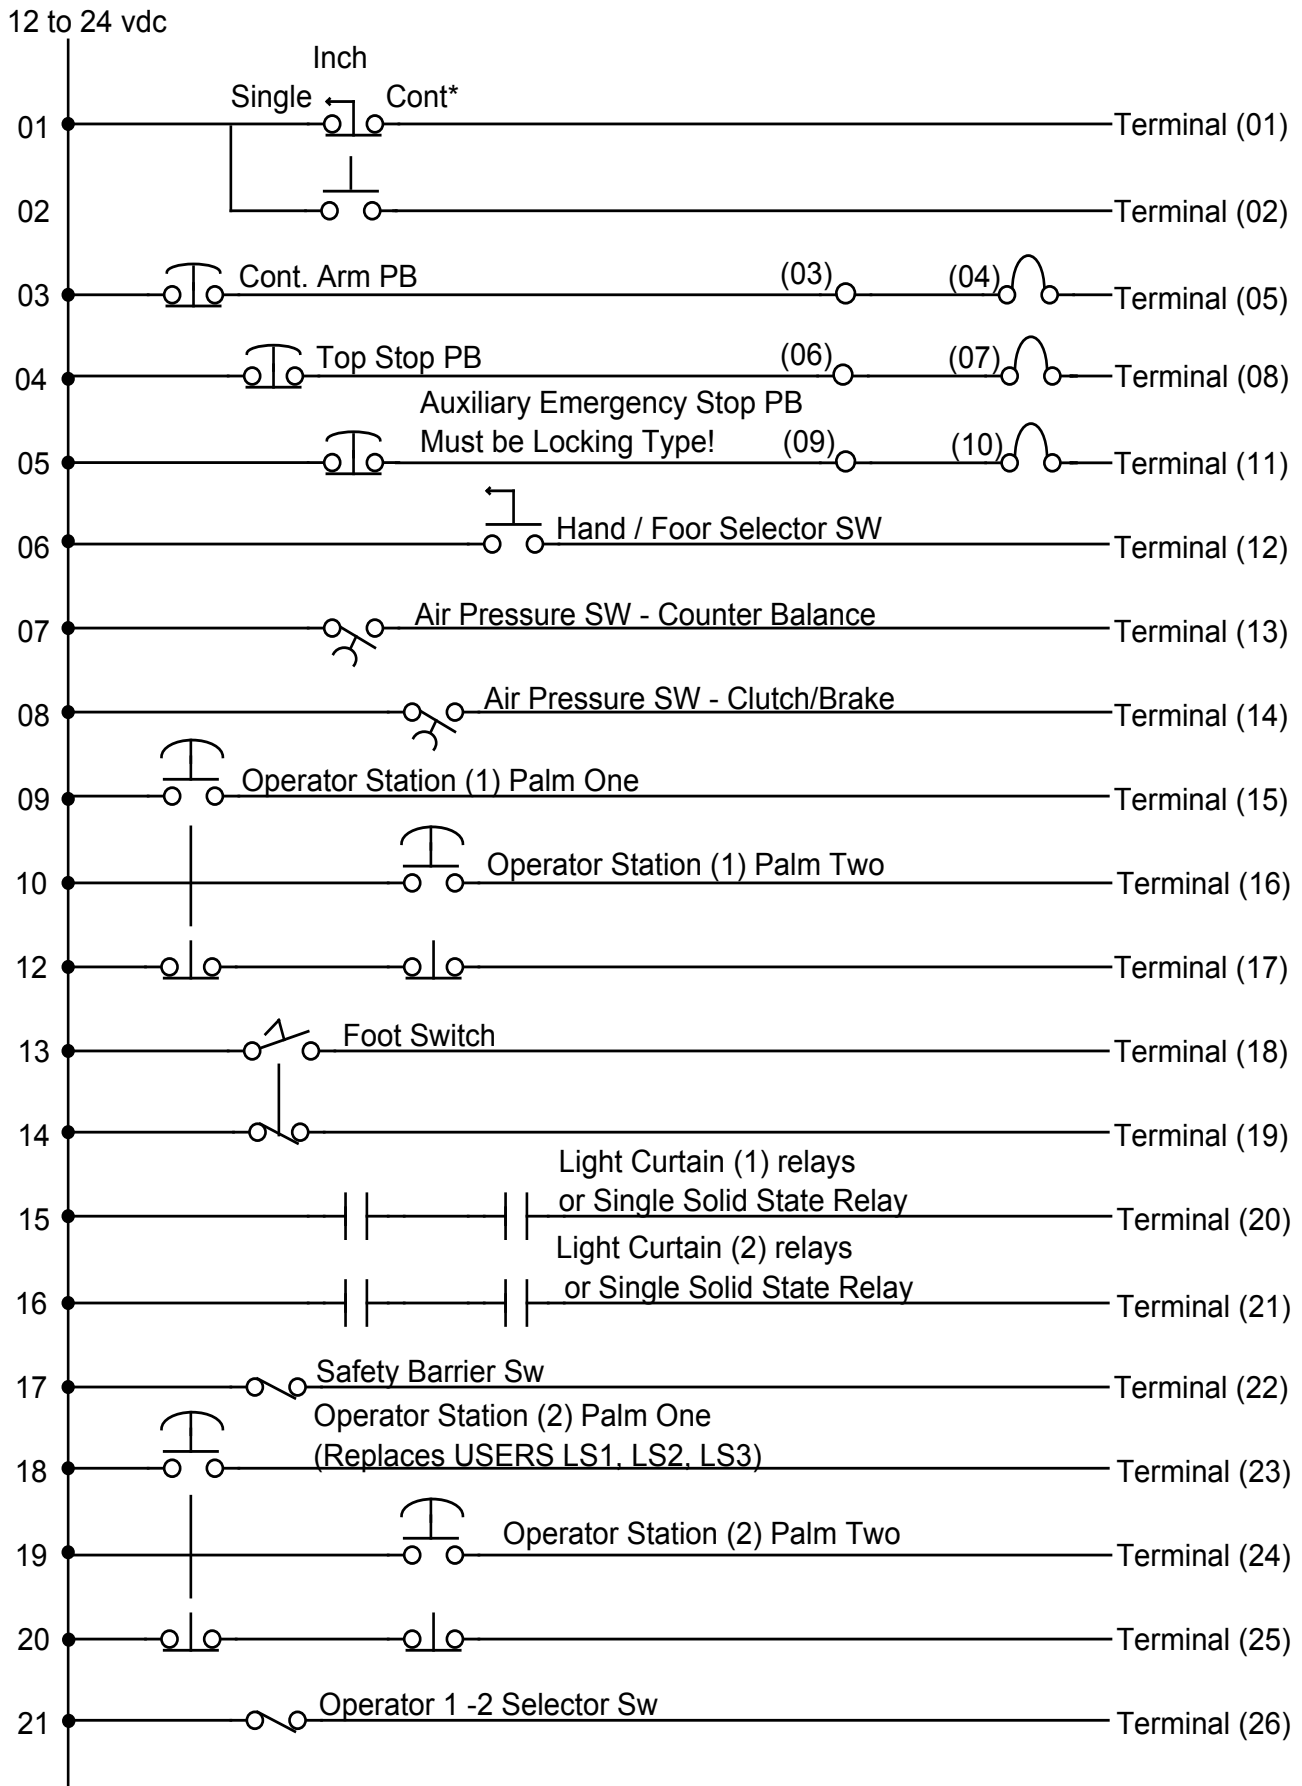 12 to 24 vdc
Inch
Single Cont*
01 Terminal (01)
02 Terminal (02)
03 Cont. Arm PB (03) (04) Terminal (05)
04 Top Stop PB (06) (07) Terminal (08)
Auxiliary Emergency Stop PB
05 Must be Locking Type! (09) (10) Terminal (11)
06 Hand / Foor Selector SW Terminal (12)
07 Air Pressure SW - Counter Balance Terminal (13)
08 Air Pressure SW - Clutch/Brake Terminal (14)
09 Operator Station (1) Palm One Terminal (15)
10 Operator Station (1) Palm Two Terminal (16)
12 Terminal (17)
13 Foot Switch Terminal (18)
14 Terminal (19)
Light Curtain (1) relays
15 or Single Solid State Relay Terminal (20)
Light Curtain (2) relays
16 or Single Solid State Relay Terminal (21)
17 Safety Barrier Sw Terminal (22)
Operator Station (2) Palm One
18 (Replaces USERS LS1, LS2, LS3) Terminal (23)
19 Operator Station (2) Palm Two Terminal (24)
20 Terminal (25)
21 Operator 1 -2 Selector Sw Terminal (26)